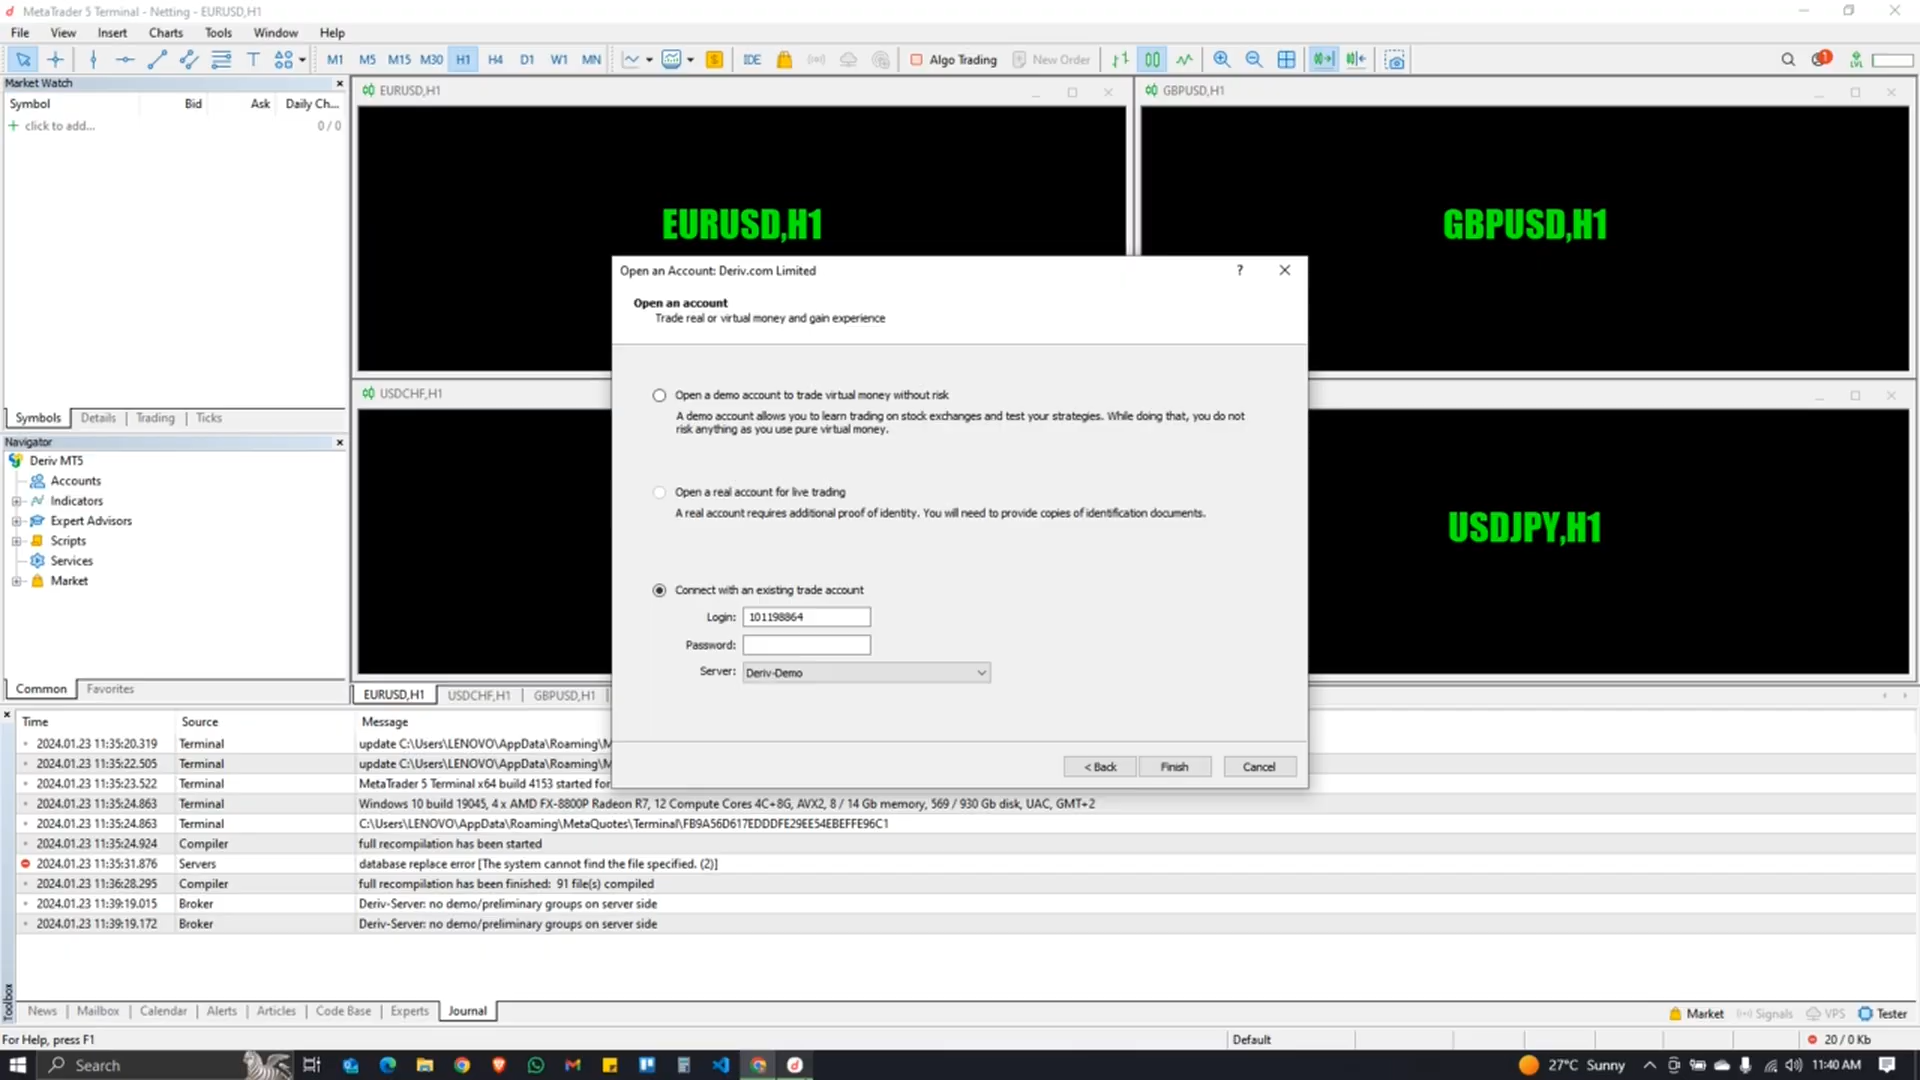 MetaTrader 5 Terminal - Netting - EURUSD,H1
File View Insert Charts Tools Window Help
M1 M5 M15 M30 H1 H4 D1 W1 MN IDE Algo Trading New Order 1 LVL
Market Watch
Symbol Bid Ask Daily Ch...
click to add... 0 / 0
Symbols Details Trading Ticks
Navigator
Deriv MT5
Accounts
Indicators
Expert Advisors
Scripts
Services
Market
Common Favorites
EURUSD,H1
EURUSD,H1
GBPUSD,H1
GBPUSD,H1
USDCHF,H1
USDJPY,H1
EURUSD,H1 USDCHF,H1 GBPUSD,H1
Open an Account: Deriv.com Limited ?
Open an account
Trade real or virtual money and gain experience
Open a demo account to trade virtual money without risk
A demo account allows you to learn trading on stock exchanges and test your strategies. While doing that, you do not
risk anything as you use pure virtual money.
Open a real account for live trading
A real account requires additional proof of identity. You will need to provide copies of identification documents.
Connect with an existing trade account
Login: 101198864
Password:
Server: Deriv-Demo
< Back Finish Cancel
Time Source Message
2024.01.23 11:35:20.319 Terminal update C:\Users\LENOVO\AppData\Roaming\M
2024.01.23 11:35:22.505 Terminal update C:\Users\LENOVO\AppData\Roaming\M
2024.01.23 11:35:23.522 Terminal MetaTrader 5 Terminal x64 build 4153 started for
2024.01.23 11:35:24.863 Terminal Windows 10 build 19045, 4 x AMD FX-8800P Radeon R7, 12 Compute Cores 4C+8G, AVX2, 8 / 14 Gb memory, 569 / 930 Gb disk, UAC, GMT+2
2024.01.23 11:35:24.863 Terminal C:\Users\LENOVO\AppData\Roaming\MetaQuotes\Terminal\FB9A56D617EDDDFE29EE54EBEFFE96C1
2024.01.23 11:35:24.924 Compiler full recompilation has been started
2024.01.23 11:35:31.876 Servers database replace error [The system cannot find the file specified. (2)]
2024.01.23 11:36:28.295 Compiler full recompilation has been finished: 91 file(s) compiled
2024.01.23 11:39:19.015 Broker Deriv-Server: no demo/preliminary groups on server side
2024.01.23 11:39:19.172 Broker Deriv-Server: no demo/preliminary groups on server side
Toolbox
News Mailbox Calendar Alerts Articles Code Base Experts Journal
Market Signals VPS Tester
For Help, press F1 Default 20 / 0 Kb
Search 27°C Sunny 11:40 AM